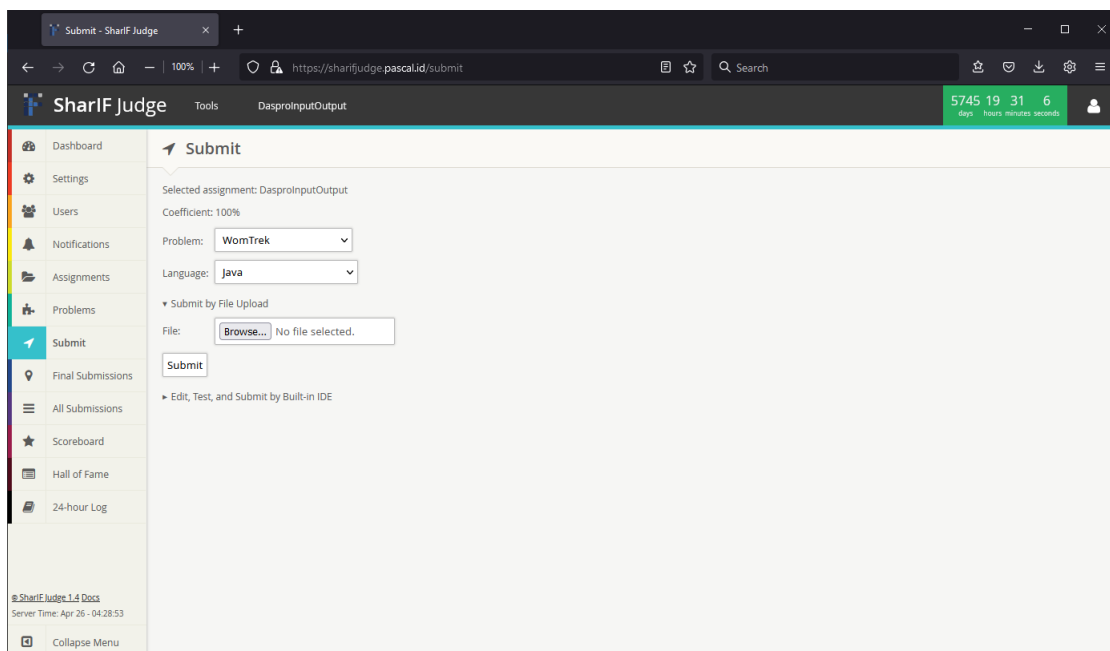 Submit - SharIF Judge
100%
https://sharifjudge.pascal.id/submit
Search
SharIF Judge
Tools
DasproInputOutput
5745 19 31 6
days hours minutes seconds
Dashboard
Settings
Users
Notifications
Assignments
Problems
Submit
Final Submissions
All Submissions
Scoreboard
Hall of Fame
24-hour Log
© SharIF Judge 1.4 Docs
Server Time: Apr 26 - 04:28:53
Collapse Menu
Submit
Selected assignment: DasproInputOutput
Coefficient: 100%
Problem: WomTrek
Language: Java
▾ Submit by File Upload
File: Browse... No file selected.
Submit
▸ Edit, Test, and Submit by Built-in IDE